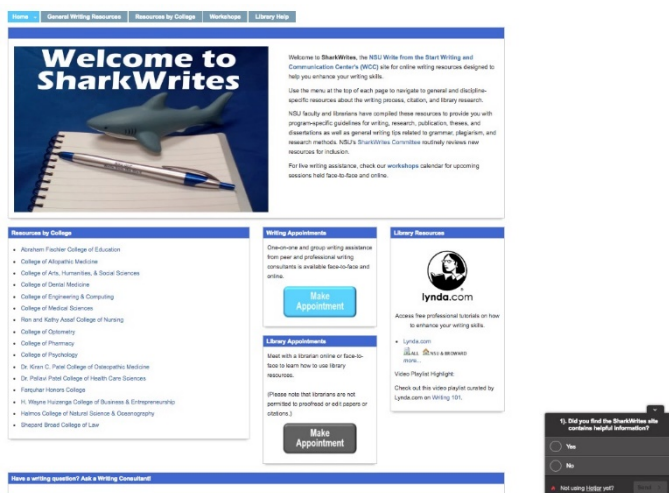 Home
General Writing Resources
Resources by College
Workshops
Library Help
Welcome to
SharkWrites
Welcome to SharkWrites, the NSU Write from the Start Writing and
Communication Center's (WCC) site for online writing resources designed to
help you enhance your writing skills.
Use the menu at the top of each page to navigate to general and discipline-
specific resources about the writing process, citation, and library research.
NSU faculty and librarians have compiled these resources to provide you with
program-specific guidelines for writing, research, publication, theses, and
dissertations as well as general writing tips related to grammar, plagiarism, and
research methods. NSU's SharkWrites Committee routinely reviews new
resources for inclusion.
For live writing assistance, check our workshops calendar for upcoming
sessions held face-to-face and online.
Resources by College
Abraham Fischler College of Education
College of Allopathic Medicine
College of Arts, Humanities, & Social Sciences
College of Dental Medicine
College of Engineering & Computing
College of Medical Sciences
Ron and Kathy Assaf College of Nursing
College of Optometry
College of Pharmacy
College of Psychology
Dr. Kiran C. Patel College of Osteopathic Medicine
Dr. Pallavi Patel College of Health Care Sciences
Farquhar Honors College
H. Wayne Huizenga College of Business & Entrepreneurship
Halmos College of Natural Science & Oceanography
Shepard Broad College of Law
Writing Appointments
One-on-one and group writing assistance
from peer and professional writing
consultants is available face-to-face and
online.
Make
Appointment
Library Appointments
Meet with a librarian online or face-to-
face to learn how to use library
resources.
(Please note that librarians are not
permitted to proofread or edit papers or
citations.)
Make
Appointment
Library Resources
lynda.com
Access free professional tutorials on how
to enhance your writing skills.
Lynda.com
ALL NSU & BROWARD
more...
Video Playlist Highlight
Check out this video playlist curated by
Lynda.com on Writing 101.
Have a writing question? Ask a Writing Consultant!
1). Did you find the SharkWrites site
contains helpful information?
Yes
No
Not using Hotjar yet?